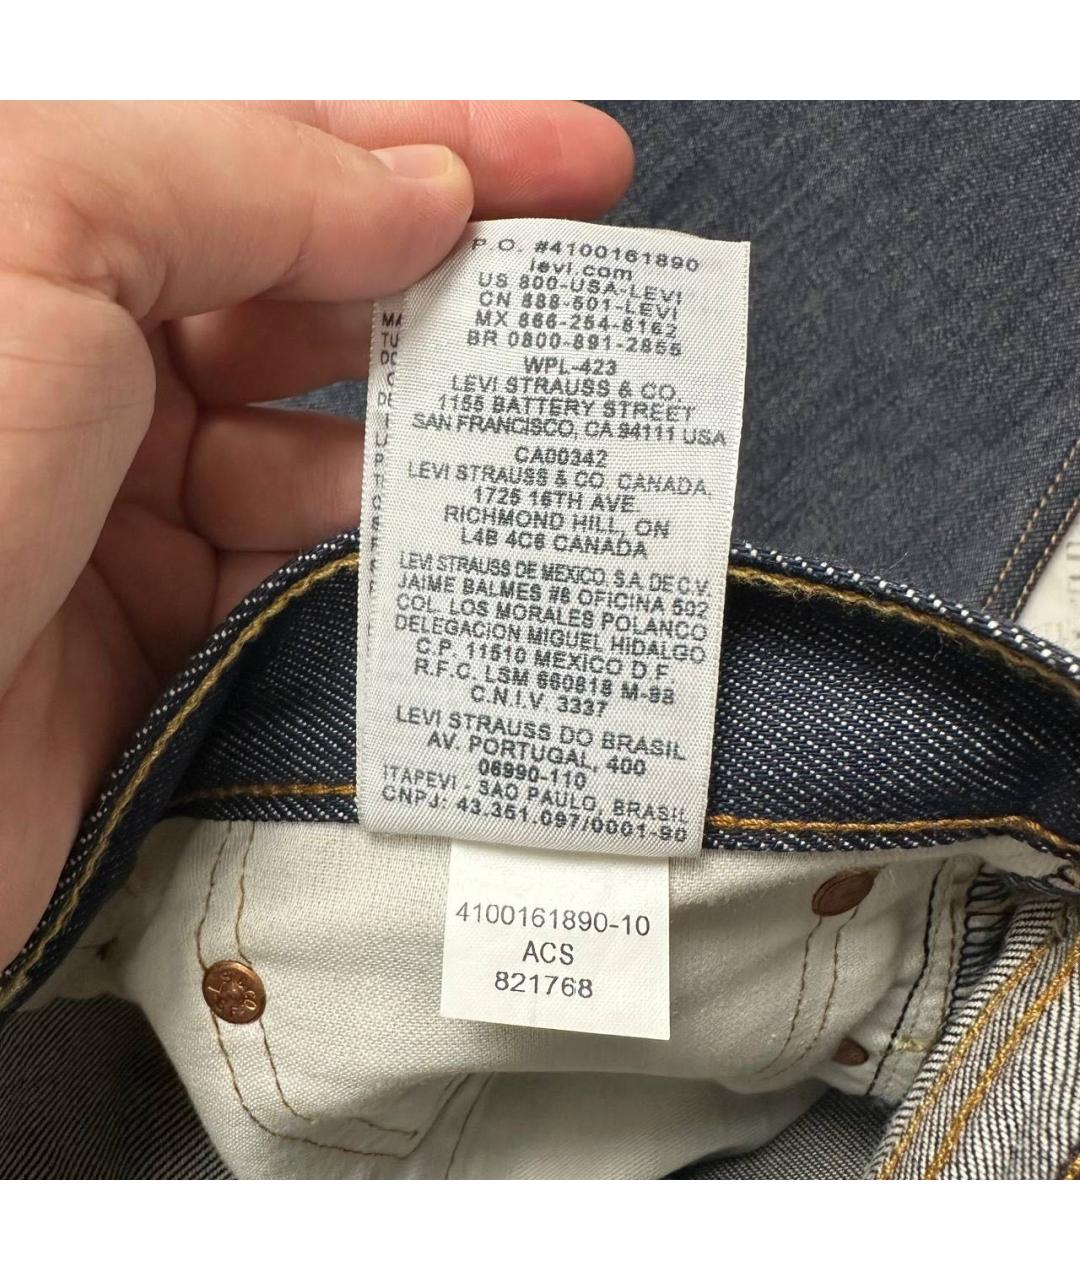 P.O. #4100161890
levi.com
US 800-USA-LEVI
CN 888-501-LEVI
MX 866-254-8162
BR 0800-891-2855
WPL-423
LEVI STRAUSS & CO.
1155 BATTERY STREET
SAN FRANCISCO, CA 94111 USA
CA00342
LEVI STRAUSS & CO. CANADA,
1725 16TH AVE.
RICHMOND HILL, ON
L4B 4C6 CANADA
LEVI STRAUSS DE MEXICO, S.A. DE C.V.
JAIME BALMES #8 OFICINA 502
COL. LOS MORALES POLANCO
DELEGACION MIGUEL HIDALGO
C.P. 11510 MEXICO D.F.
R.F.C. LSM 660818 M-98
C.N.I.V. 3337
LEVI STRAUSS DO BRASIL
AV. PORTUGAL, 400
06990-110
ITAPEVI - SAO PAULO, BRASIL
CNPJ: 43.351.097/0001-90
4100161890-10
ACS
821768